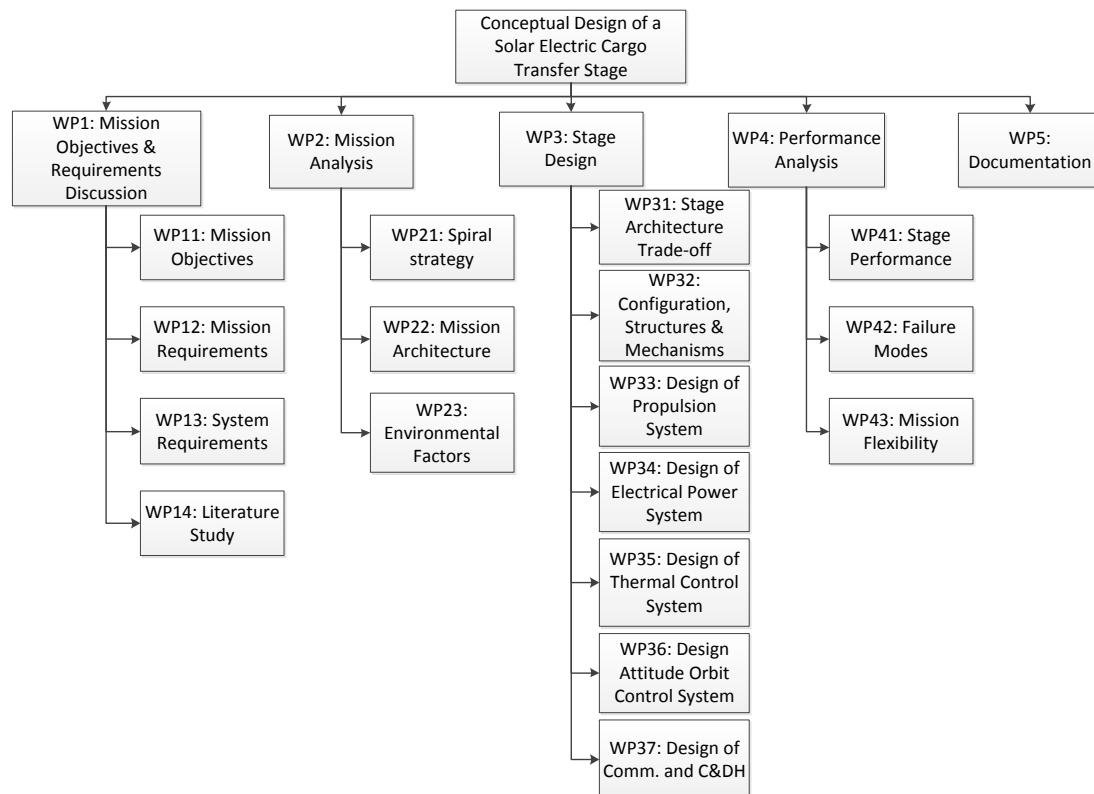 Conceptual Design of a
Solar Electric Cargo
Transfer Stage
WP1: Mission
Objectives &
Requirements
Discussion
WP2: Mission
Analysis
WP3: Stage
Design
WP4: Performance
Analysis
WP5:
Documentation
WP11: Mission
Objectives
WP12: Mission
Requirements
WP13: System
Requirements
WP14: Literature
Study
WP21: Spiral
strategy
WP22: Mission
Architecture
WP23:
Environmental
Factors
WP31: Stage
Architecture
Trade-off
WP32:
Configuration,
Structures &
Mechanisms
WP33: Design of
Propulsion
System
WP34: Design of
Electrical Power
System
WP35: Design of
Thermal Control
System
WP36: Design
Attitude Orbit
Control System
WP37: Design of
Comm. and C&DH
WP41: Stage
Performance
WP42: Failure
Modes
WP43: Mission
Flexibility